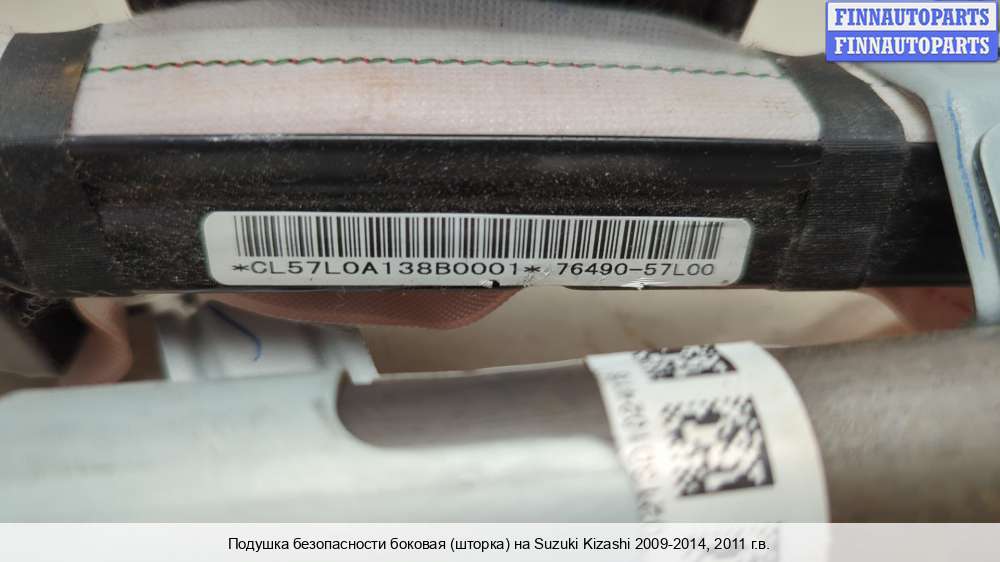 FINNAUTOPARTS
FINNAUTOPARTS
*CL57L0A138B0001* 76490-57L00
Подушка безопасности боковая (шторка) на Suzuki Kizashi 2009-2014, 2011 г.в.